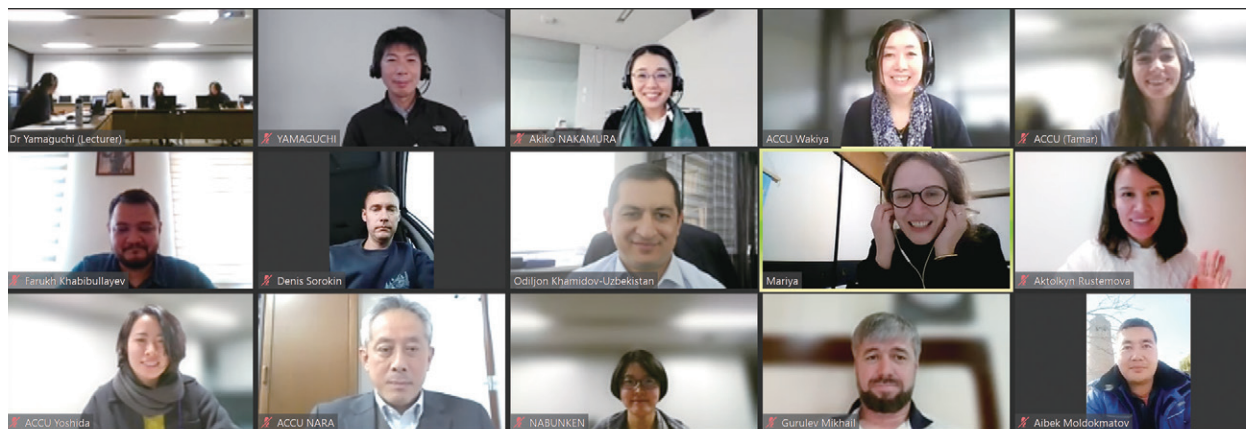 Dr Yamaguchi (Lecturer)
YAMAGUCHI
Akiko NAKAMURA
ACCU Wakiya
ACCU (Tamar)
Farukh Khabibullayev
Denis Sorokin
Odiljon Khamidov-Uzbekistan
Mariya
Aktolkyn Rustemova
ACCU Yoshida
ACCU NARA
NABUNKEN
Gurulev Mikhail
Aibek Moldokmatov